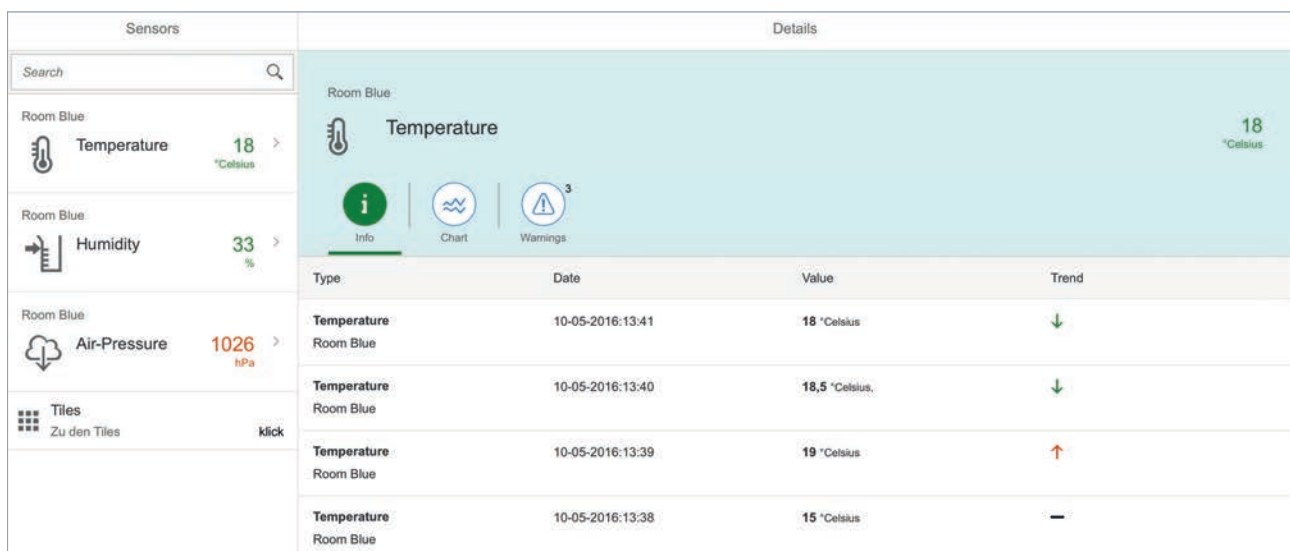 Sensors
Search
Room Blue
Temperature 18
°Celsius
Room Blue
Humidity 33
%
Room Blue
Air-Pressure 1026
hPa
Tiles
Zu den Tiles klick
Details
Room Blue
Temperature 18
°Celsius
3
Info Chart Warnings
Type Date Value Trend
Temperature 10-05-2016:13:41 18 °Celsius
Room Blue
Temperature 10-05-2016:13:40 18,5 °Celsius,
Room Blue
Temperature 10-05-2016:13:39 19 °Celsius
Room Blue
Temperature 10-05-2016:13:38 15 °Celsius
Room Blue